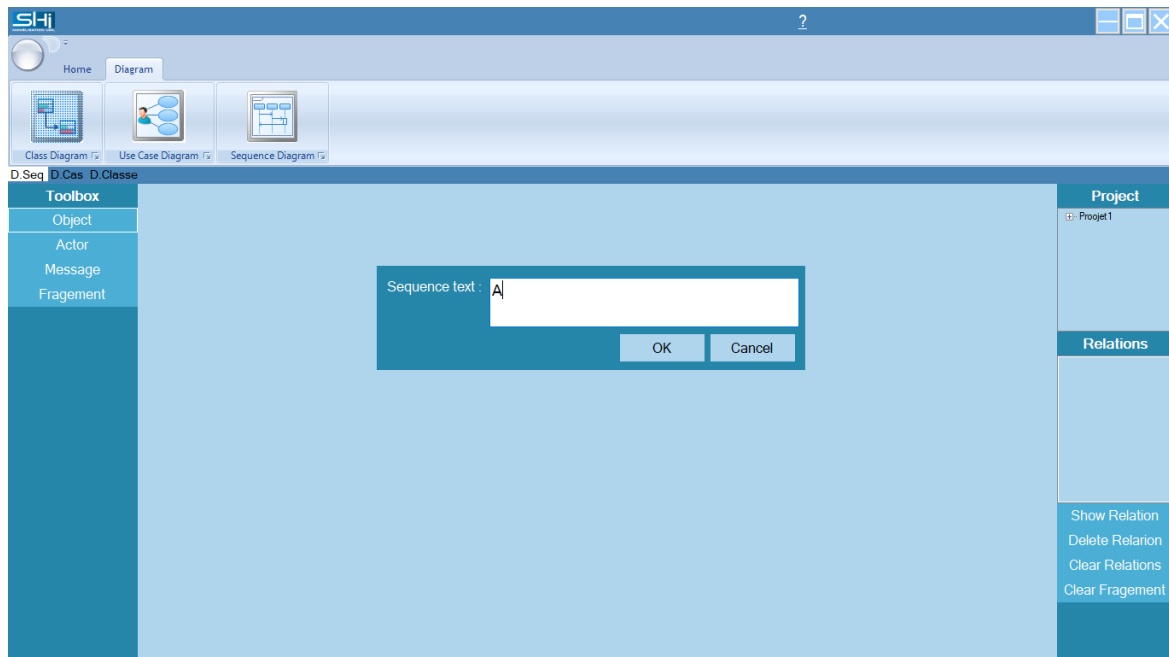 SHi
?
Home Diagram
Class Diagram Use Case Diagram Sequence Diagram
D.Seq D.Cas D.Classe
Toolbox
Object
Actor
Message
Fragement
Sequence text : A
OK Cancel
Project
Proojet1
Relations
Show Relation
Delete Relarion
Clear Relations
Clear Fragement